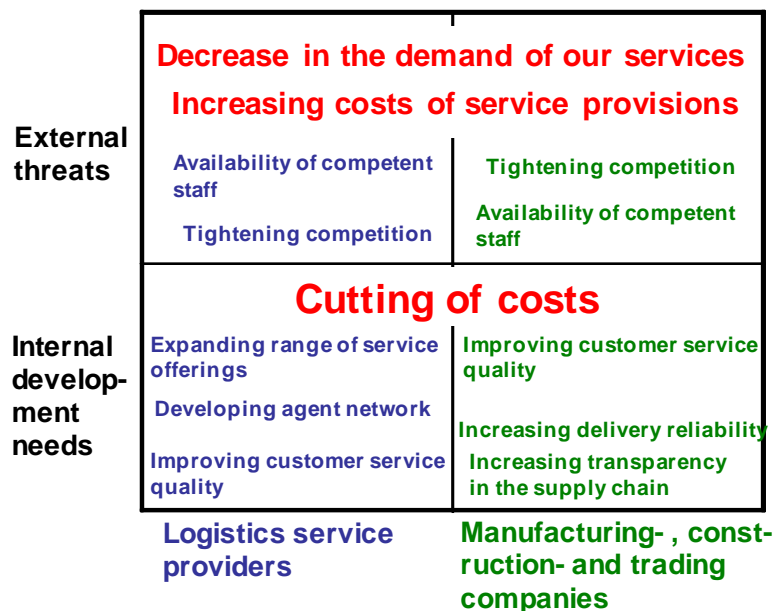 Decrease in the demand of our services
Increasing costs of service provisions
External
threats
Availability of competent
staff
Tightening competition
Tightening competition
Availability of competent
staff
Cutting of costs
Internal
develop-
ment
needs
Expanding range of service
offerings
Developing agent network
Improving customer service
quality
Improving customer service
quality
Increasing delivery reliability
Increasing transparency
in the supply chain
Logistics service
providers
Manufacturing- , const-
ruction- and trading
companies